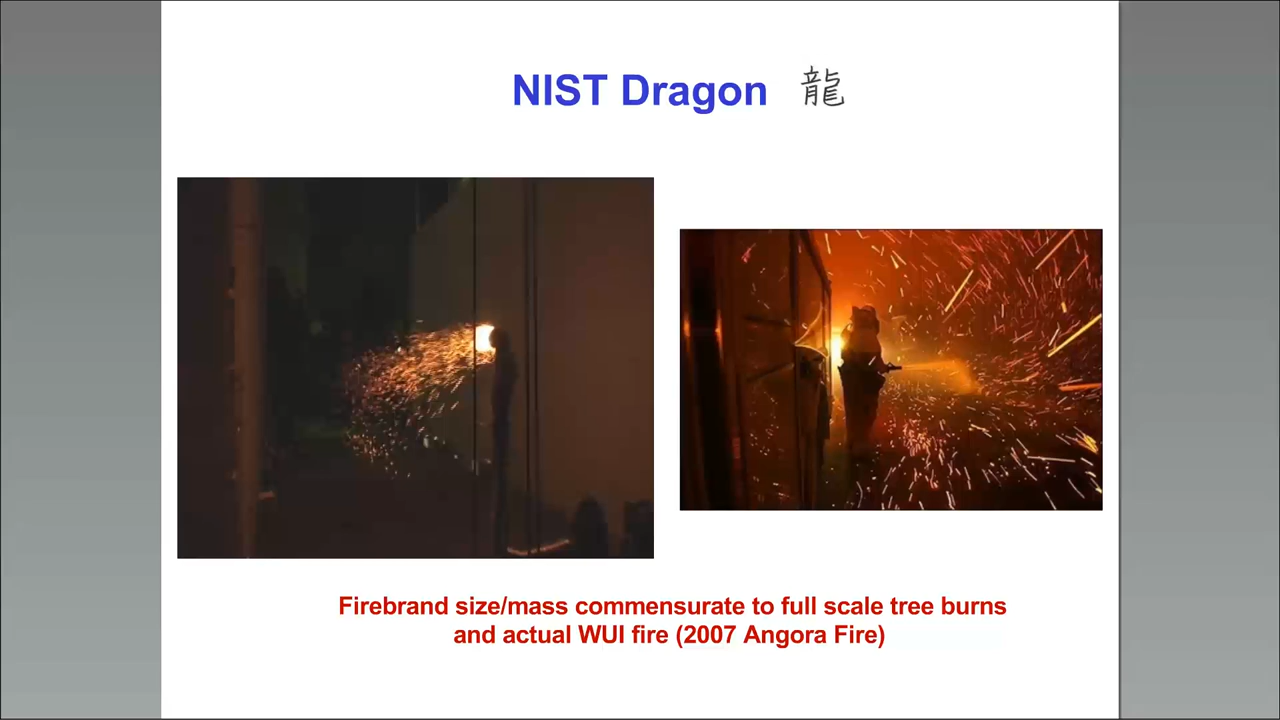 NIST Dragon 龍
Firebrand size/mass commensurate to full scale tree burns
and actual WUI fire (2007 Angora Fire)